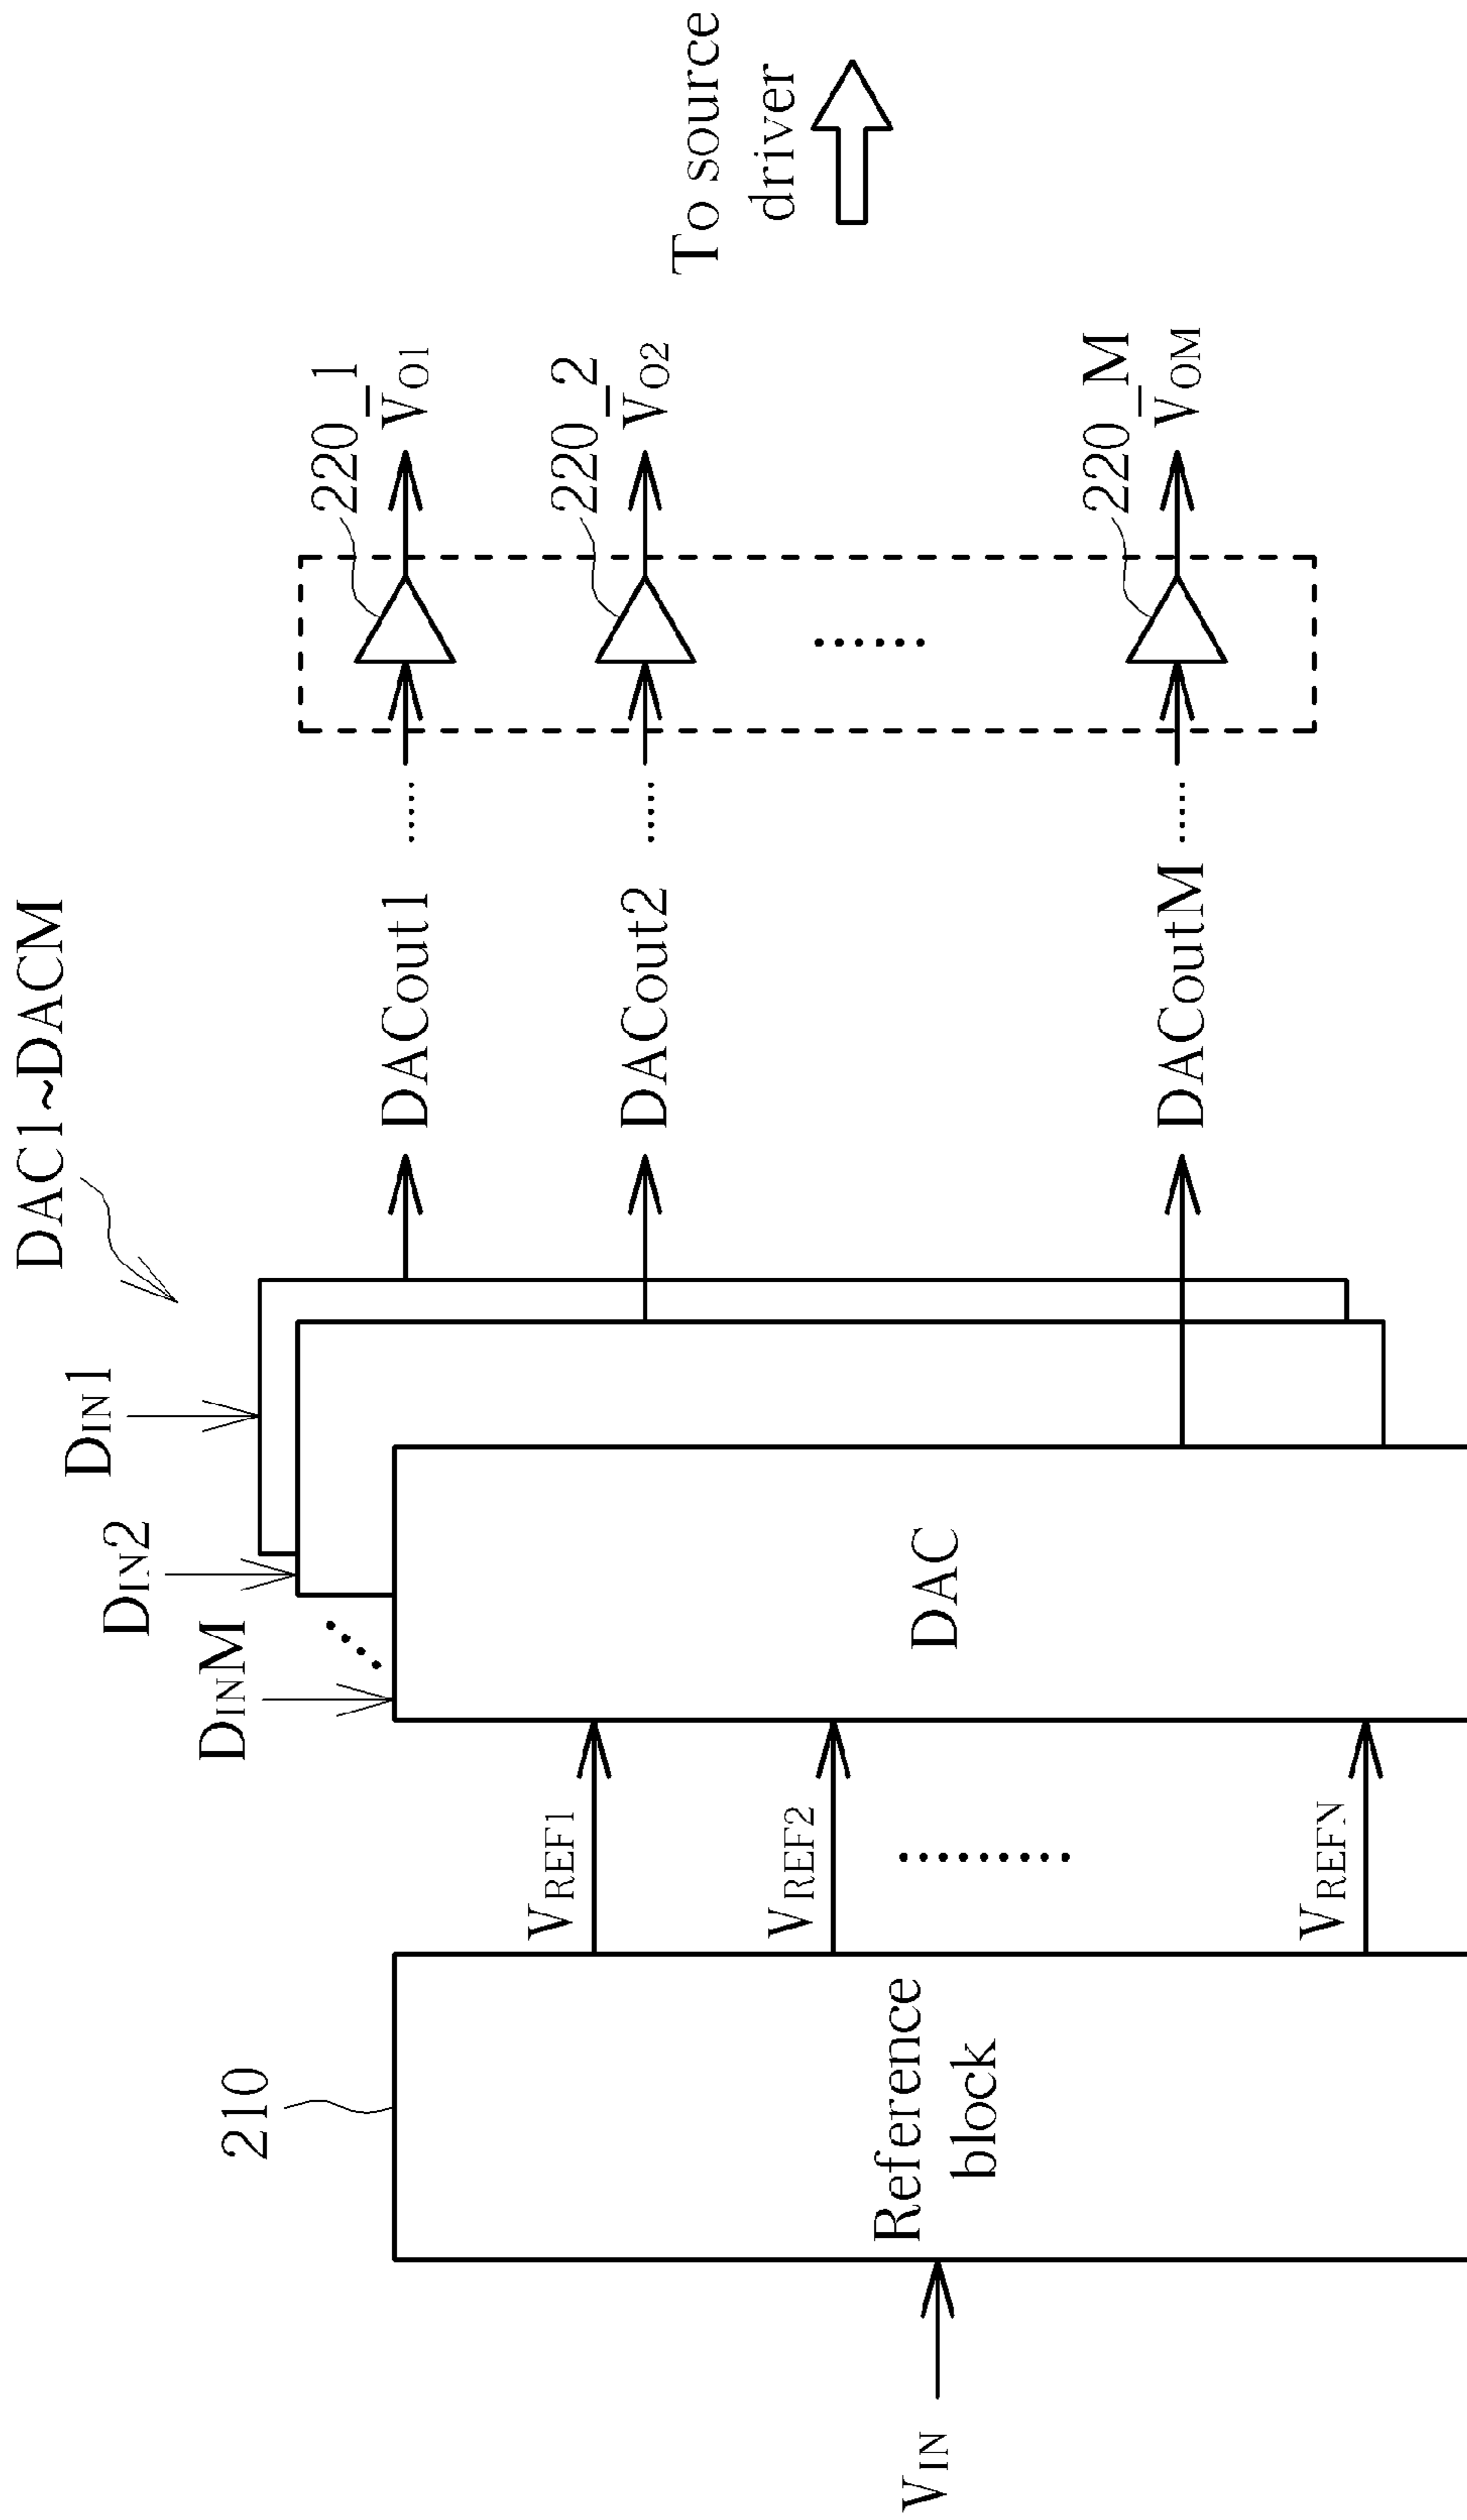 DAC1~DACM
DIN1
DIN2
DINM
210
VIN
Reference
block
VREF1
VREF2
VREFN
DAC
DACout1
DACout2
DACoutM
220_1
VO1
220_2
VO2
220_M
VOM
To source
driver